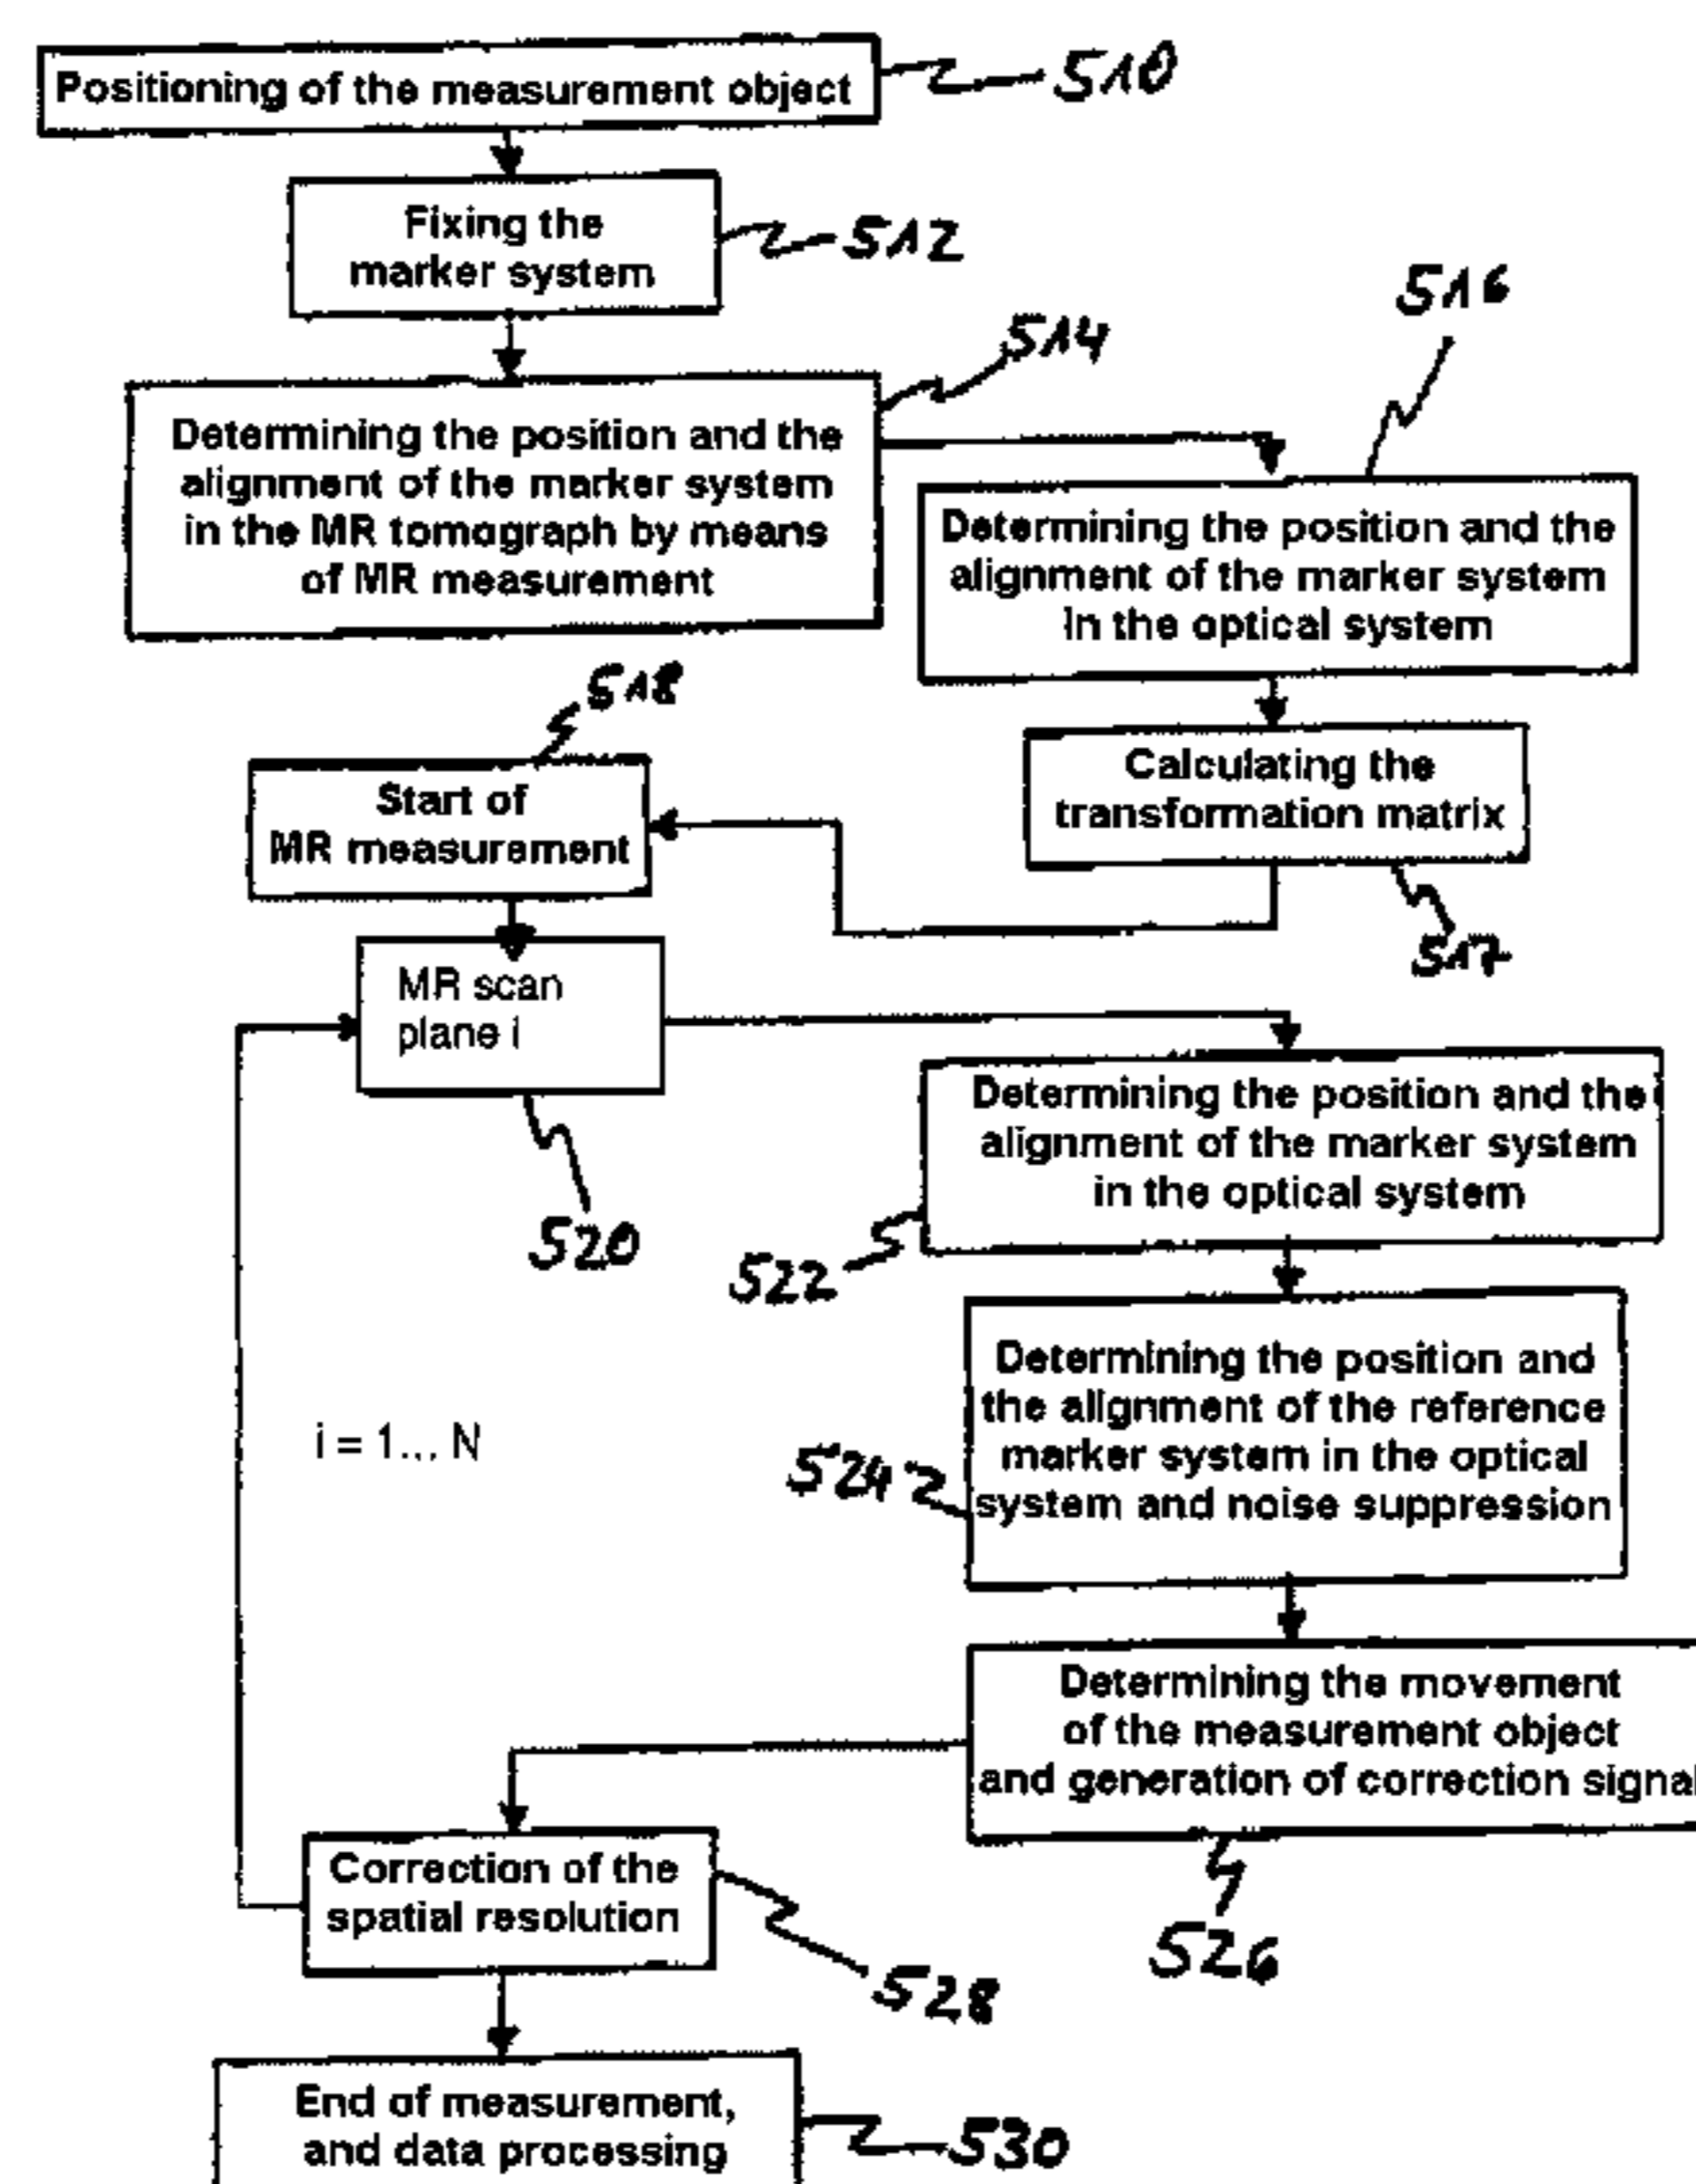 Positioning of the measurement object
510
Fixing the
marker system
512
514
Determining the position and the
alignment of the marker system
in the MR tomograph by means
of MR measurement
516
Determining the position and the
alignment of the marker system
in the optical system
Calculating the
transformation matrix
517
518
Start of
MR measurement
MR scan
plane i
520
Determining the position and the
alignment of the marker system
in the optical system
522
Determining the position and
the alignment of the reference
marker system in the optical
system and noise suppression
524
i = 1... N
Determining the movement
of the measurement object
and generation of correction signal
526
Correction of the
spatial resolution
528
End of measurement,
and data processing
530